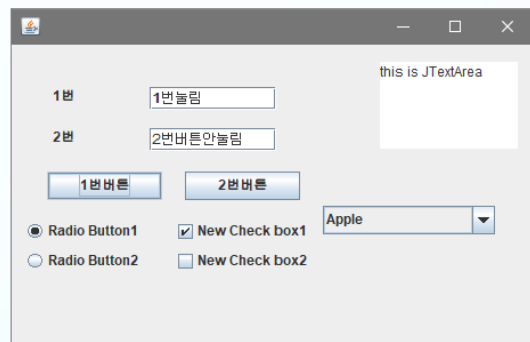 this is JTextArea
1번
1번눌림
2번
2번버튼안눌림
1번버튼
2번버튼
Apple
Radio Button1
New Check box1
Radio Button2
New Check box2